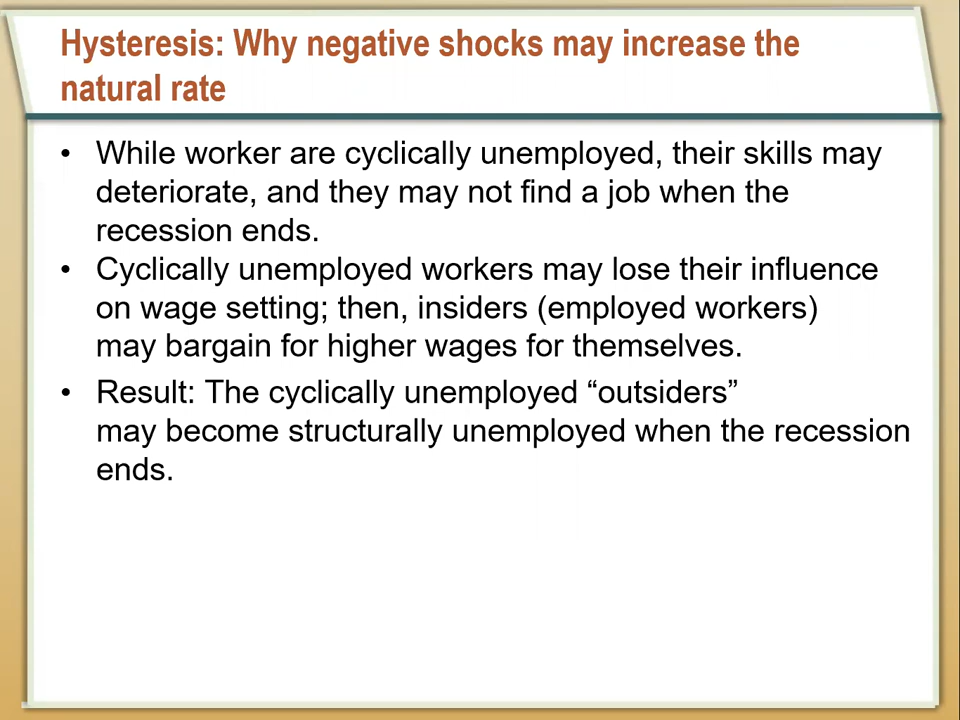 Hysteresis: Why negative shocks may increase the
natural rate
• While worker are cyclically unemployed, their skills may
deteriorate, and they may not find a job when the
recession ends.
• Cyclically unemployed workers may lose their influence
on wage setting; then, insiders (employed workers)
may bargain for higher wages for themselves.
• Result: The cyclically unemployed “outsiders”
may become structurally unemployed when the recession
ends.